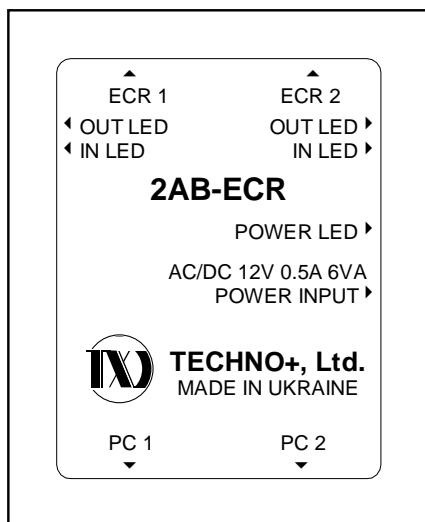 ECR 1 ECR 2
OUT LED OUT LED
IN LED IN LED
2AB-ECR
POWER LED
AC/DC 12V 0.5A 6VA
POWER INPUT
TECHNO+, Ltd.
MADE IN UKRAINE
PC 1 PC 2